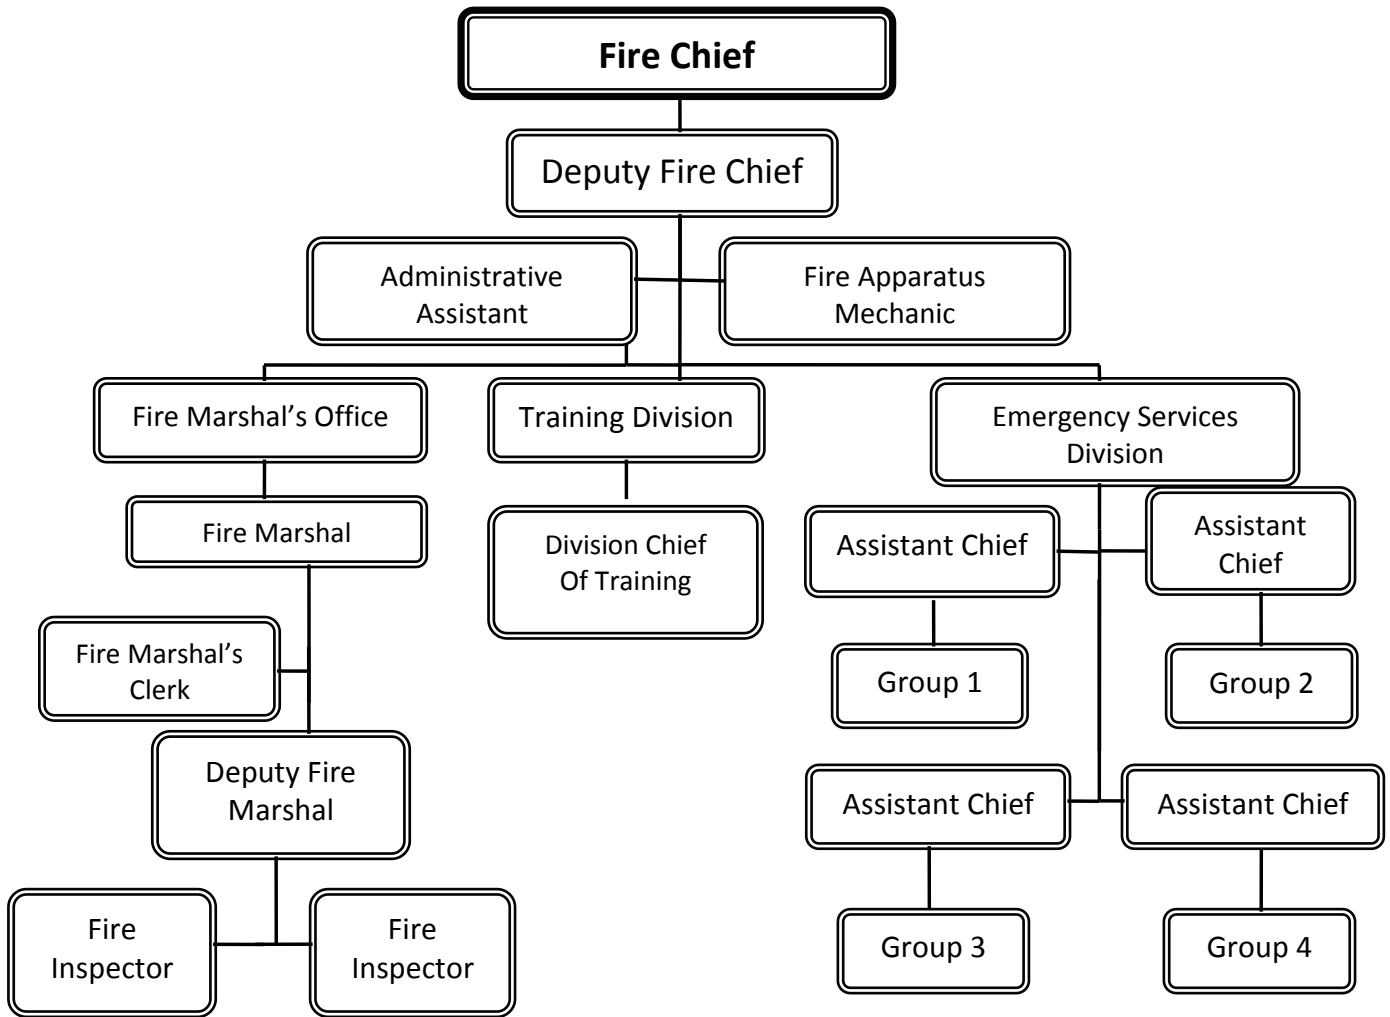 Fire Chief
Deputy Fire Chief
Administrative
Assistant
Fire Apparatus
Mechanic
Fire Marshal’s Office
Training Division
Emergency Services
Division
Fire Marshal
Division Chief
Of Training
Assistant Chief
Assistant
Chief
Fire Marshal’s
Clerk
Group 1
Group 2
Deputy Fire
Marshal
Assistant Chief
Assistant Chief
Fire
Inspector
Fire
Inspector
Group 3
Group 4